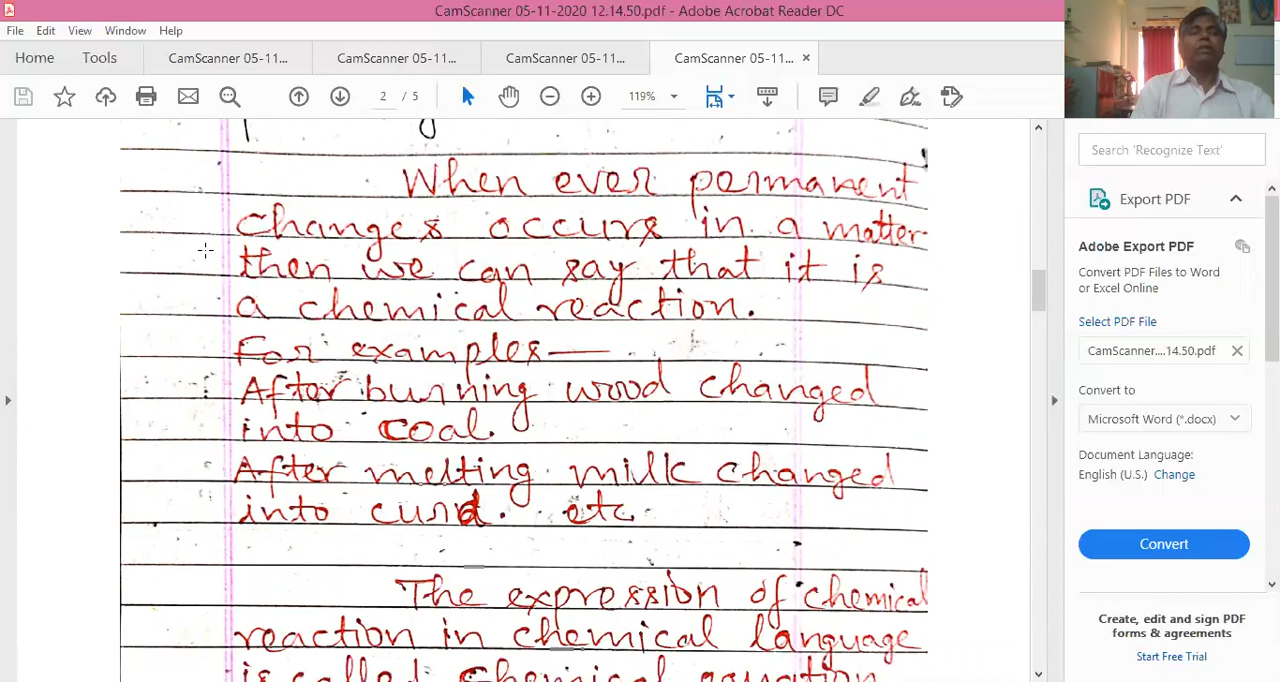 CamScanner 05-11-2020 12.14.50.pdf - Adobe Acrobat Reader DC
File Edit View Window Help
Home Tools CamScanner 05-11... CamScanner 05-11... CamScanner 05-11... CamScanner 05-11... ×
2 / 5 119%
When ever permanent
changes occurs in a matter
then we can say that it is
a chemical reaction.
For examples—
After burning wood changed
into coal.
After melting milk changed
into curd. etc.
The expression of chemical
reaction in chemical language
is called chemical equation
Search 'Recognize Text'
Export PDF
Adobe Export PDF
Convert PDF Files to Word
or Excel Online
Select PDF File
CamScanner....14.50.pdf ×
Convert to
Microsoft Word (*.docx)
Document Language:
English (U.S.) Change
Convert
Create, edit and sign PDF
forms & agreements
Start Free Trial